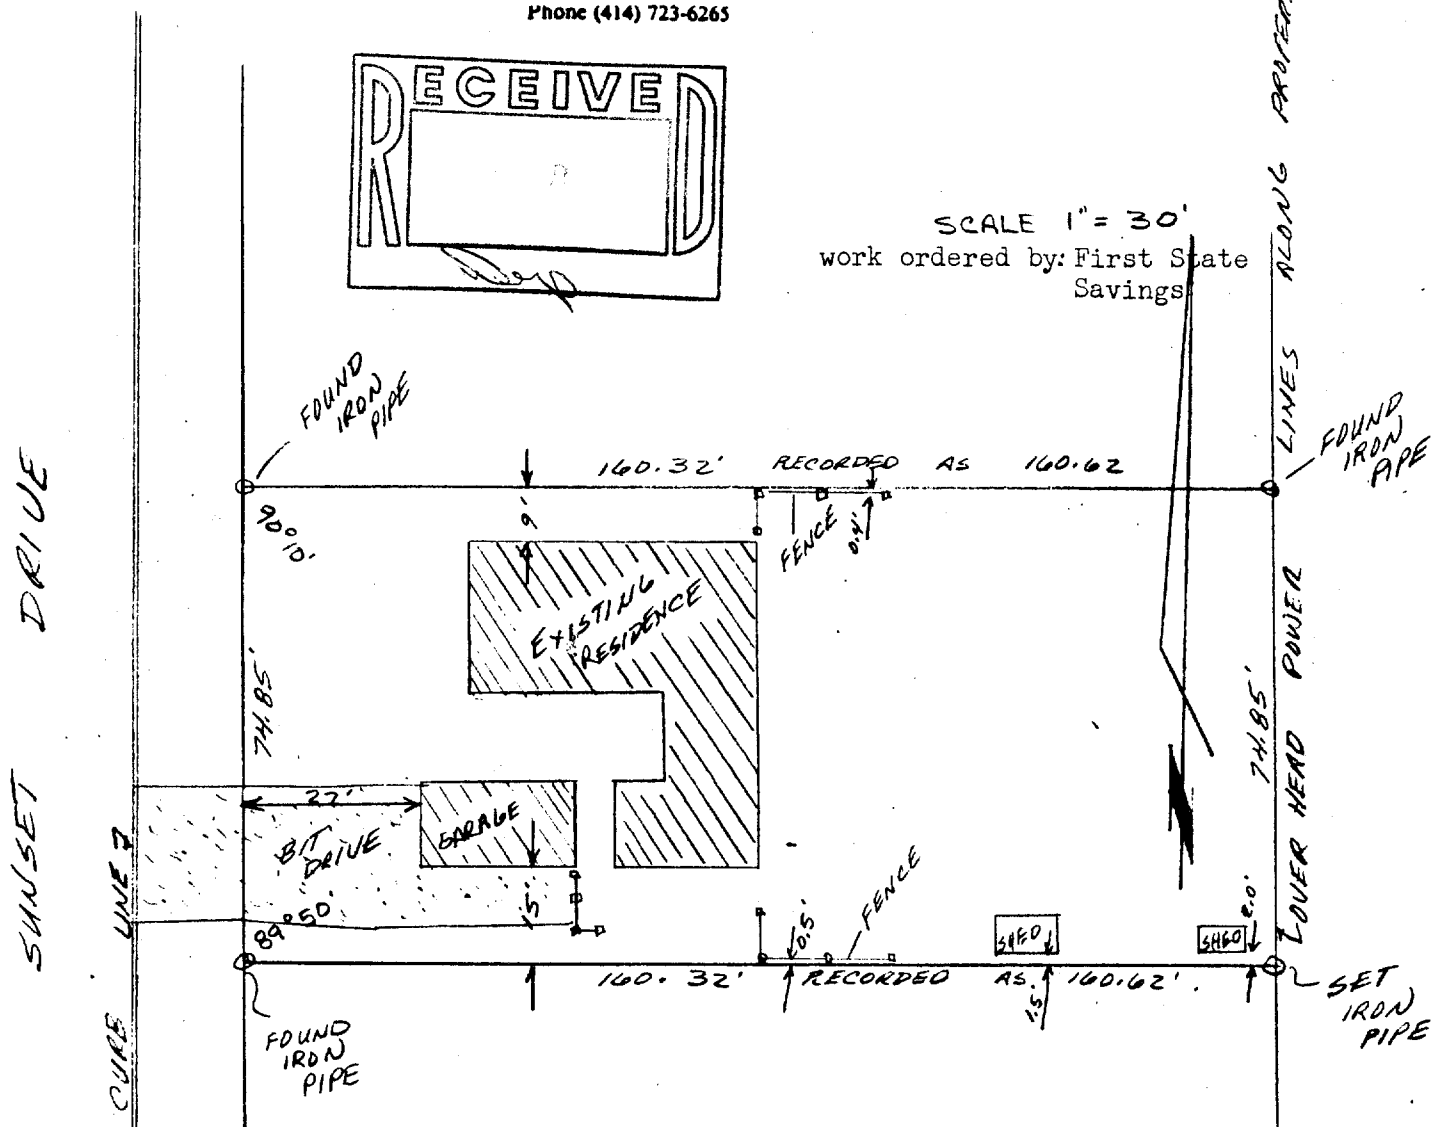 Phone (414) 723-6265
RECEIVED
SCALE 1" = 30'
work ordered by: First State
Savings
FOUND
IRON
PIPE
FOUND
IRON
PIPE
160.32' RECORDED AS 160.62
90° 10'
9'
FENCE
0.4'
EXISTING
RESIDENCE
SUNSET DRIVE
74.85'
74.85'
OVER HEAD POWER LINES ALONG
27'
BIT
DRIVE
GARAGE
CURB LINE
89° 50'
15'
0.5'
FENCE
SHED
SHED
2.0'
160.32' RECORDED AS 160.62'
1.5'
FOUND
IRON
PIPE
SET
IRON
PIPE